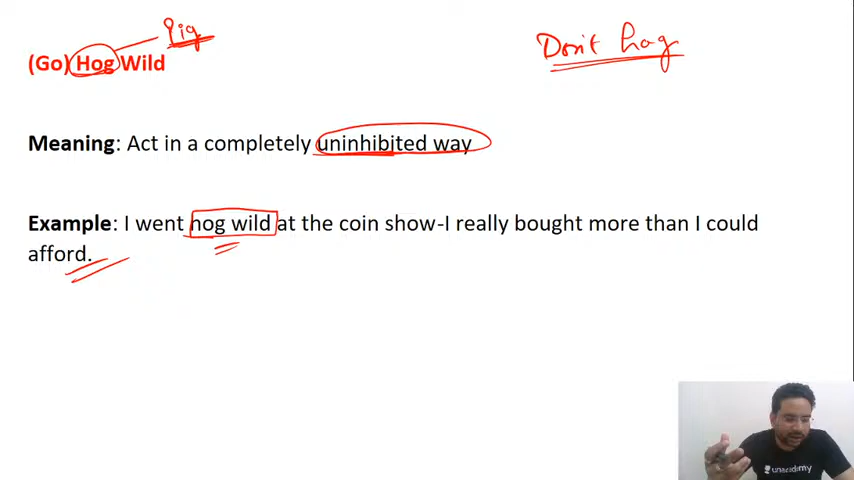 Pig
Don't hog
(Go) Hog Wild
Meaning: Act in a completely uninhibited way
Example: I went hog wild at the coin show-I really bought more than I could
afford.
unacademy